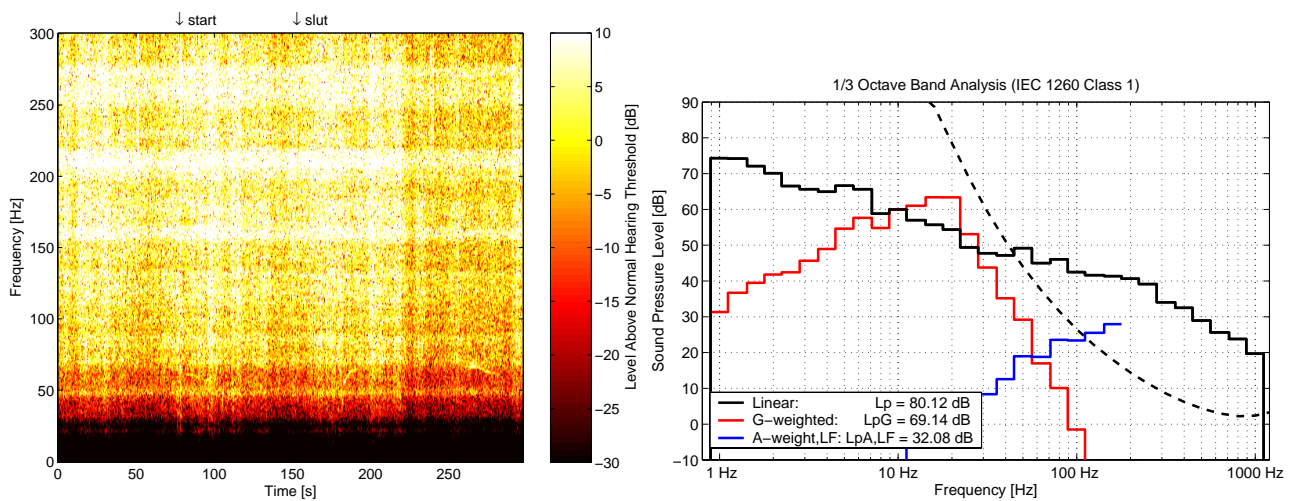 ↓ start
↓ slut
300
250
200
150
100
50
0
Frequency [Hz]
0
50
100
150
200
250
Time [s]
10
5
0
−5
−10
−15
−20
−25
−30
Level Above Normal Hearing Threshold [dB]
1/3 Octave Band Analysis (IEC 1260 Class 1)
90
80
70
60
50
40
30
20
10
0
−10
Sound Pressure Level [dB]
Linear: Lp = 80.12 dB
G−weighted: LpG = 69.14 dB
A−weight,LF: LpA,LF = 32.08 dB
1 Hz
10 Hz
100 Hz
1000 Hz
Frequency [Hz]